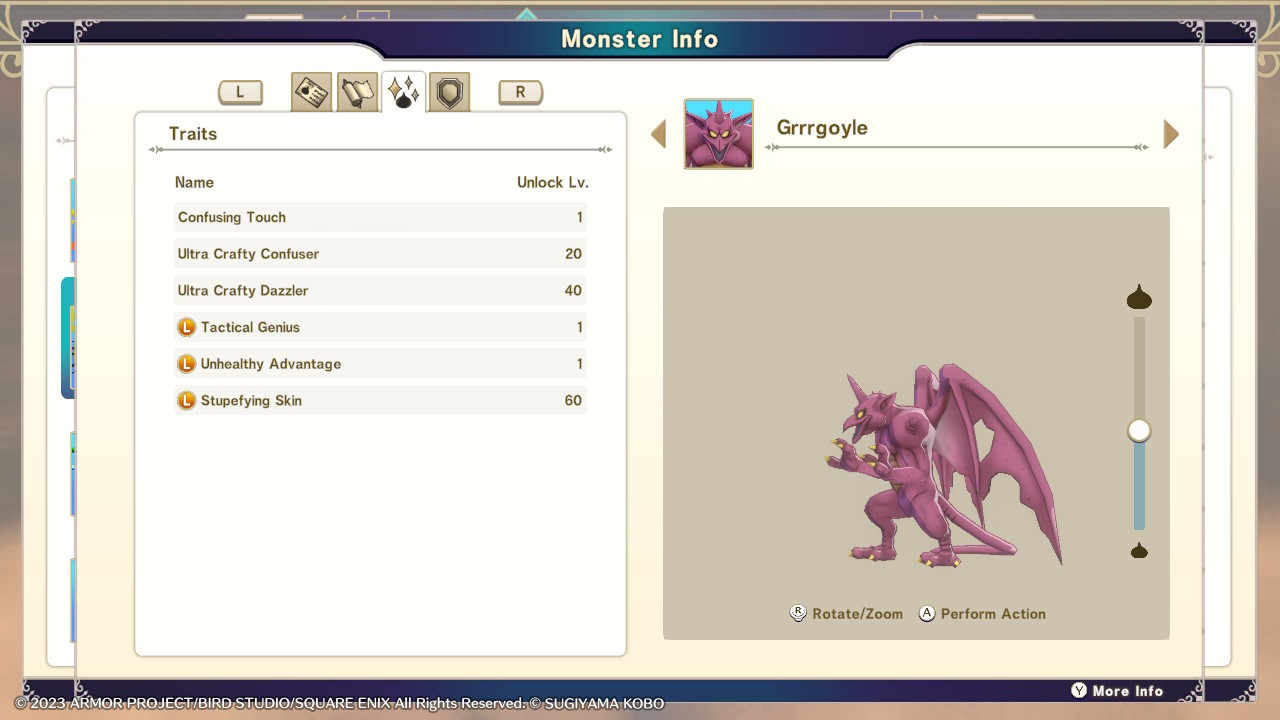 Monster Info
L
R
Traits
Name Unlock Lv.
Confusing Touch 1
Ultra Crafty Confuser 20
Ultra Crafty Dazzler 40
L Tactical Genius 1
L Unhealthy Advantage 1
L Stupefying Skin 60
Grrrgoyle
R Rotate/Zoom A Perform Action
Y More Info
© 2023 ARMOR PROJECT/BIRD STUDIO/SQUARE ENIX All Rights Reserved. © SUGIYAMA KOBO